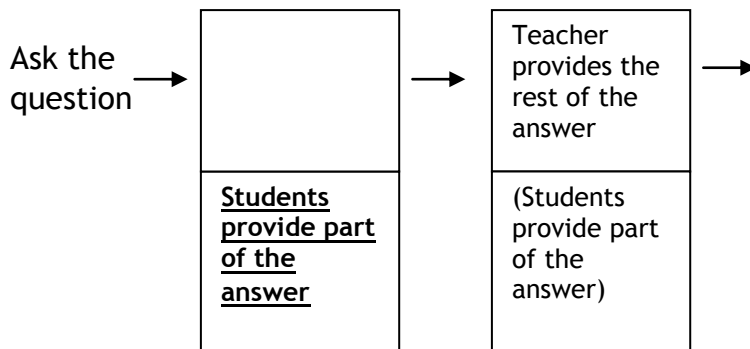 Ask the
question
Students
provide part
of the
answer
Teacher
provides the
rest of the
answer
(Students
provide part
of the
answer)